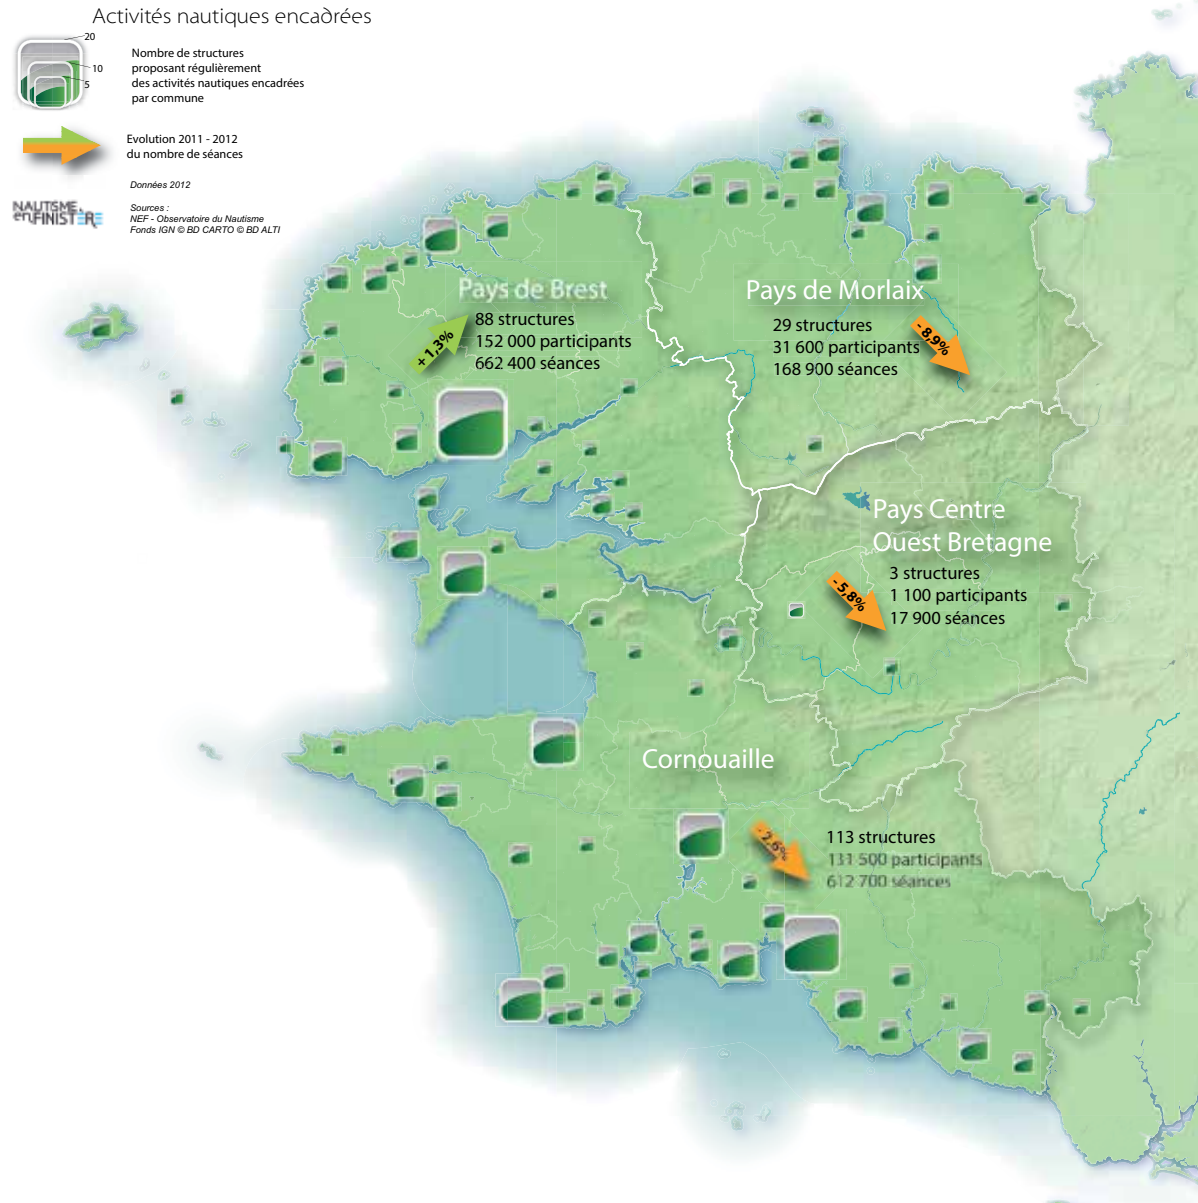 Activités nautiques encadrées
20
10
5
Nombre de structures
proposant régulièrement
des activités nautiques encadrées
par commune
Evolution 2011 - 2012
du nombre de séances
Données 2012
NAUTISME
en FINISTÈRE
Sources :
NEF - Observatoire du Nautisme
Fonds IGN © BD CARTO © BD ALTI
Pays de Brest
+ 1,3%
88 structures
152 000 participants
662 400 séances
Pays de Morlaix
29 structures
31 600 participants
168 900 séances
- 8,9%
Pays Centre
Ouest Bretagne
- 5,8%
3 structures
1 100 participants
17 900 séances
Cornouaille
- 2,6%
113 structures
131 500 participants
612 700 séances